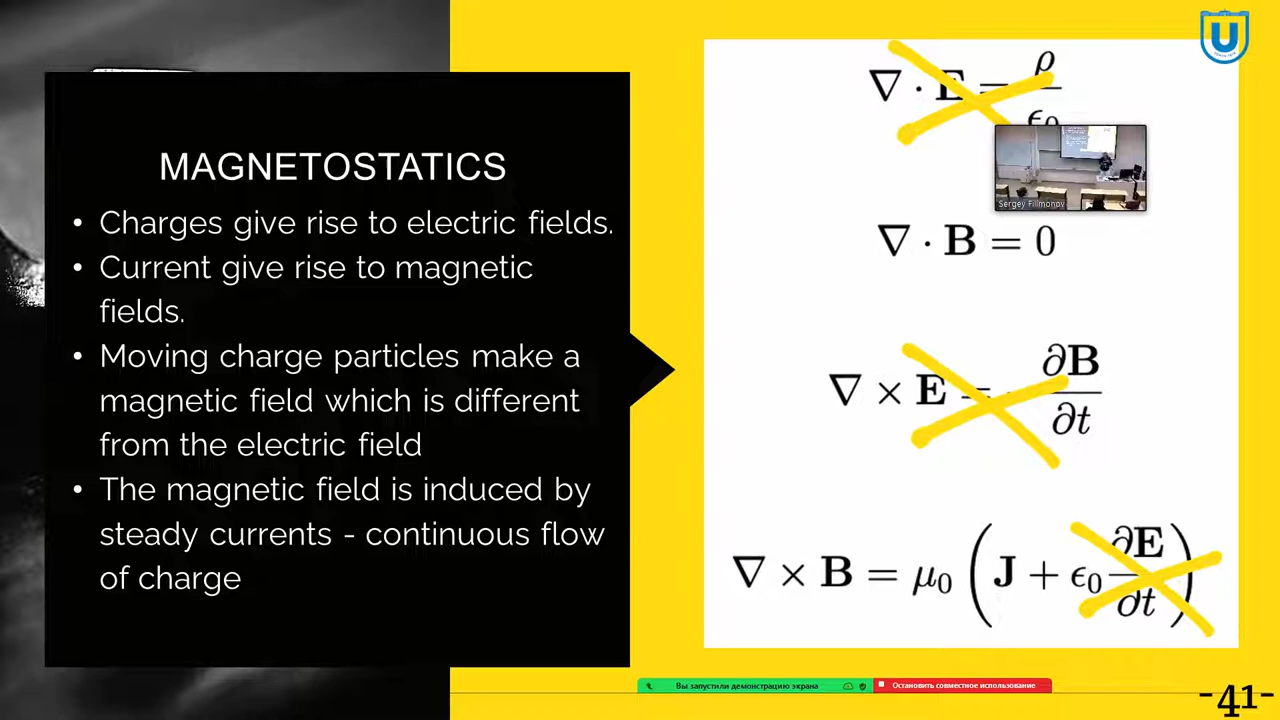 MAGNETOSTATICS
• Charges give rise to electric fields.
• Current give rise to magnetic
fields.
• Moving charge particles make a
magnetic field which is different
from the electric field
• The magnetic field is induced by
steady currents - continuous flow
of charge
∇ · E = ρ/ϵ₀
∇ · B = 0
∇ × E = − ∂B/∂t
∇ × B = μ₀ (J + ϵ₀ ∂E/∂t)
Sergey Filimonov
U
Вы запустили демонстрацию экрана
Остановить совместное использование
-41-